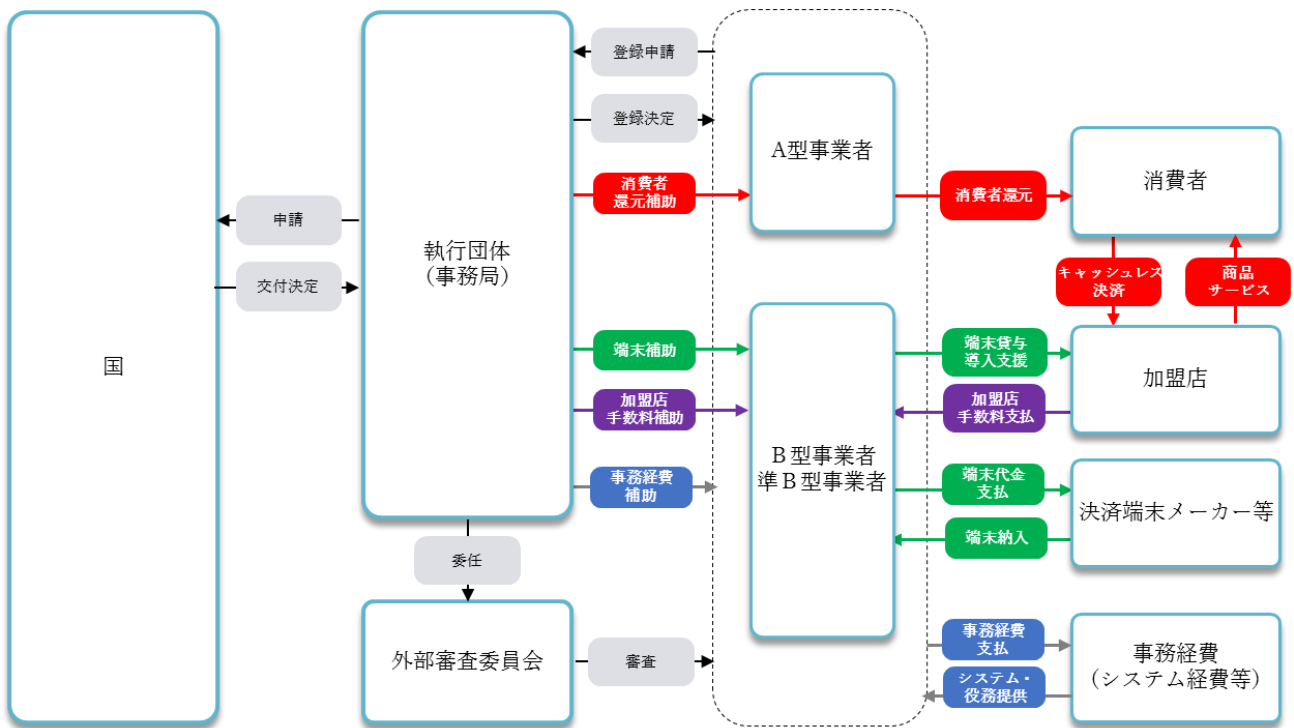 国
申請
交付決定
執行団体
（事務局）
登録申請
登録決定
消費者
還元補助
端末補助
加盟店
手数料補助
事務経費
補助
委任
外部審査委員会
審査
A型事業者
B型事業者
準B型事業者
消費者還元
消費者
キャッシュレス
決済
商品
サービス
端末貸与
導入支援
加盟店
加盟店
手数料支払
端末代金
支払
決済端末メーカー等
端末納入
事務経費
支払
事務経費
（システム経費等）
システム・
役務提供